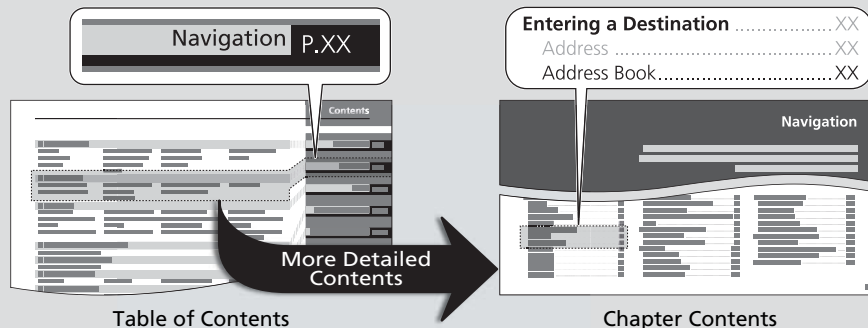 Navigation P.XX
Entering a Destination ................ XX
Address ................................ XX
Address Book ............................ XX
Contents
Navigation
More Detailed
Contents
Table of Contents
Chapter Contents